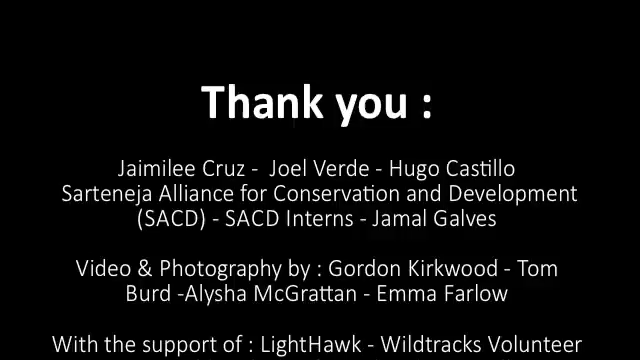 Thank you :
Jaimilee Cruz -  Joel Verde - Hugo Castillo
Sarteneja Alliance for Conservation and Development
(SACD) - SACD Interns - Jamal Galves
Video & Photography by : Gordon Kirkwood - Tom
Burd -Alysha McGrattan - Emma Farlow
With the support of : LightHawk - Wildtracks Volunteer